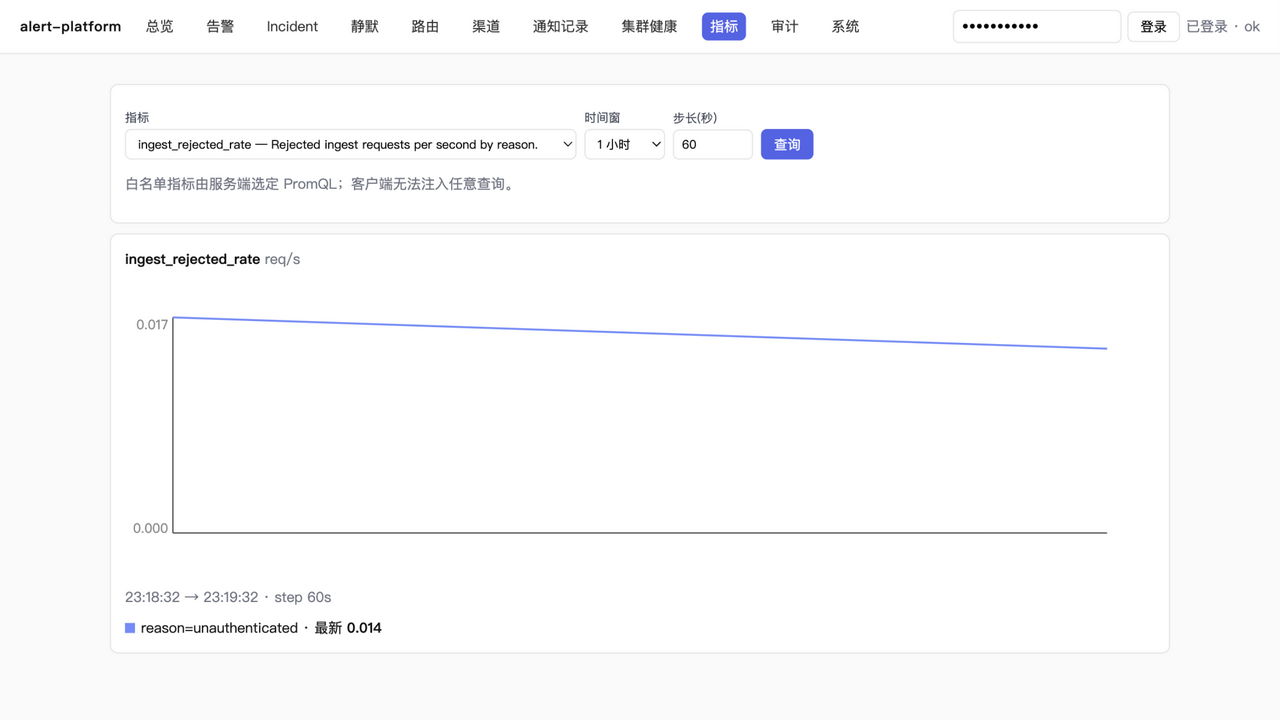 alert-platform 总览 告警 Incident 静默 路由 渠道 通知记录 集群健康 指标 审计 系统 ••••••••••• 登录 已登录 · ok
指标 时间窗 步长(秒)
ingest_rejected_rate — Rejected ingest requests per second by reason. 1 小时 60 查询
白名单指标由服务端选定 PromQL；客户端无法注入任意查询。
ingest_rejected_rate req/s
0.017
0.000
23:18:32 → 23:19:32 · step 60s
reason=unauthenticated · 最新 0.014